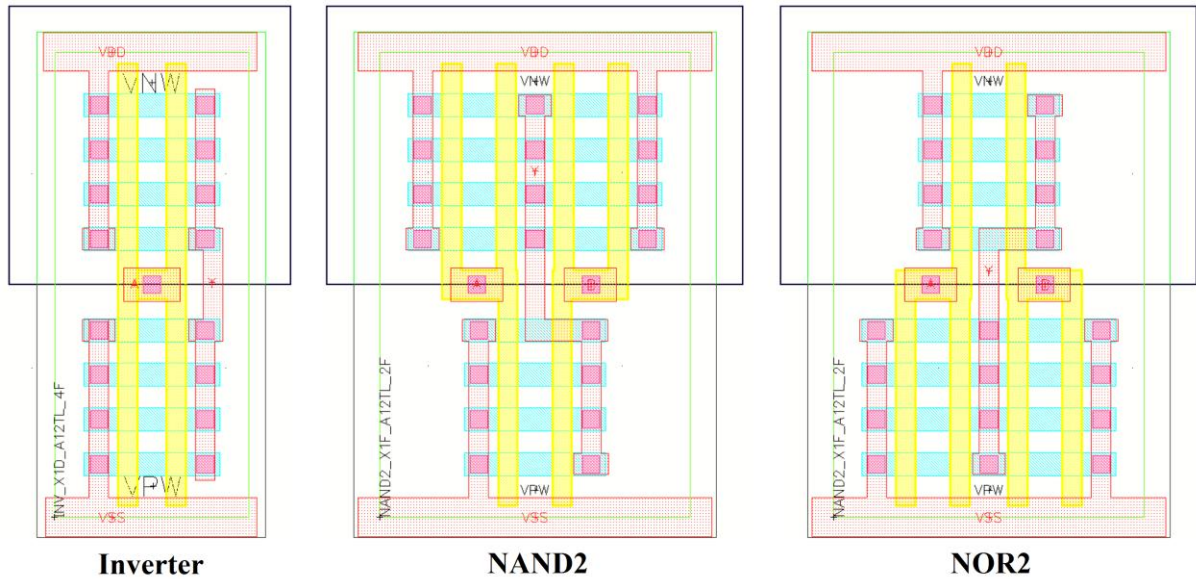 VDD
VNW
A
Y
INV_X1D_A12TL_4F
VPW
VSS
Inverter
VDD
VNW
Y
A
B
NAND2_X1F_A12TL_2F
VPW
VSS
NAND2
VDD
VNW
Y
A
B
NAND2_X1F_A12TL_2F
VPW
VSS
NOR2